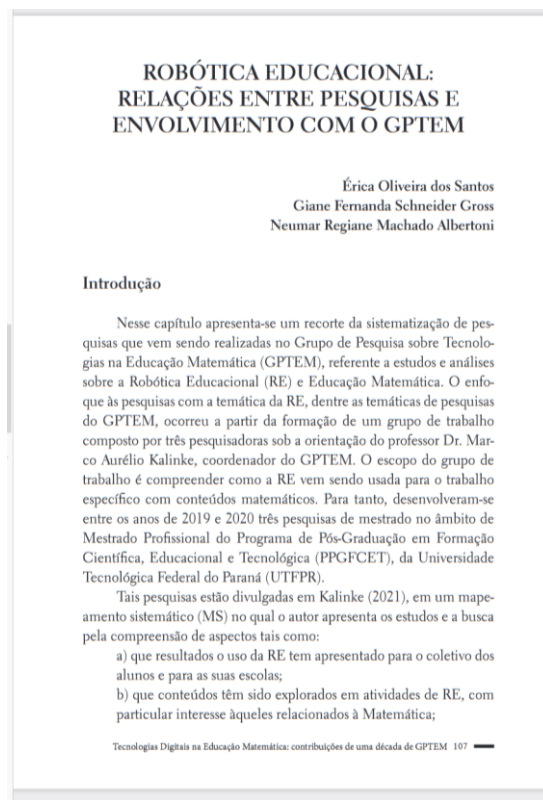 ROBÓTICA EDUCACIONAL:
RELAÇÕES ENTRE PESQUISAS E
ENVOLVIMENTO COM O GPTEM
Érica Oliveira dos Santos
Giane Fernanda Schneider Gross
Neumar Regiane Machado Albertoni
Introdução
Nesse capítulo apresenta-se um recorte da sistematização de pes-
quisas que vem sendo realizadas no Grupo de Pesquisa sobre Tecnolo-
gias na Educação Matemática (GPTEM), referente a estudos e análises
sobre a Robótica Educacional (RE) e Educação Matemática. O enfo-
que às pesquisas com a temática da RE, dentre as temáticas de pesquisas
do GPTEM, ocorreu a partir da formação de um grupo de trabalho
composto por três pesquisadoras sob a orientação do professor Dr. Mar-
co Aurélio Kalinke, coordenador do GPTEM. O escopo do grupo de
trabalho é compreender como a RE vem sendo usada para o trabalho
específico com conteúdos matemáticos. Para tanto, desenvolveram-se
entre os anos de 2019 e 2020 três pesquisas de mestrado no âmbito de
Mestrado Profissional do Programa de Pós-Graduação em Formação
Científica, Educacional e Tecnológica (PPGFCET), da Universidade
Tecnológica Federal do Paraná (UTFPR).
Tais pesquisas estão divulgadas em Kalinke (2021), em um mape-
amento sistemático (MS) no qual o autor apresenta os estudos e a busca
pela compreensão de aspectos tais como:
a) que resultados o uso da RE tem apresentado para o coletivo dos
alunos e para as suas escolas;
b) que conteúdos têm sido explorados em atividades de RE, com
particular interesse àqueles relacionados à Matemática;
Tecnologias Digitais na Educação Matemática: contribuições de uma década de GPTEM 107